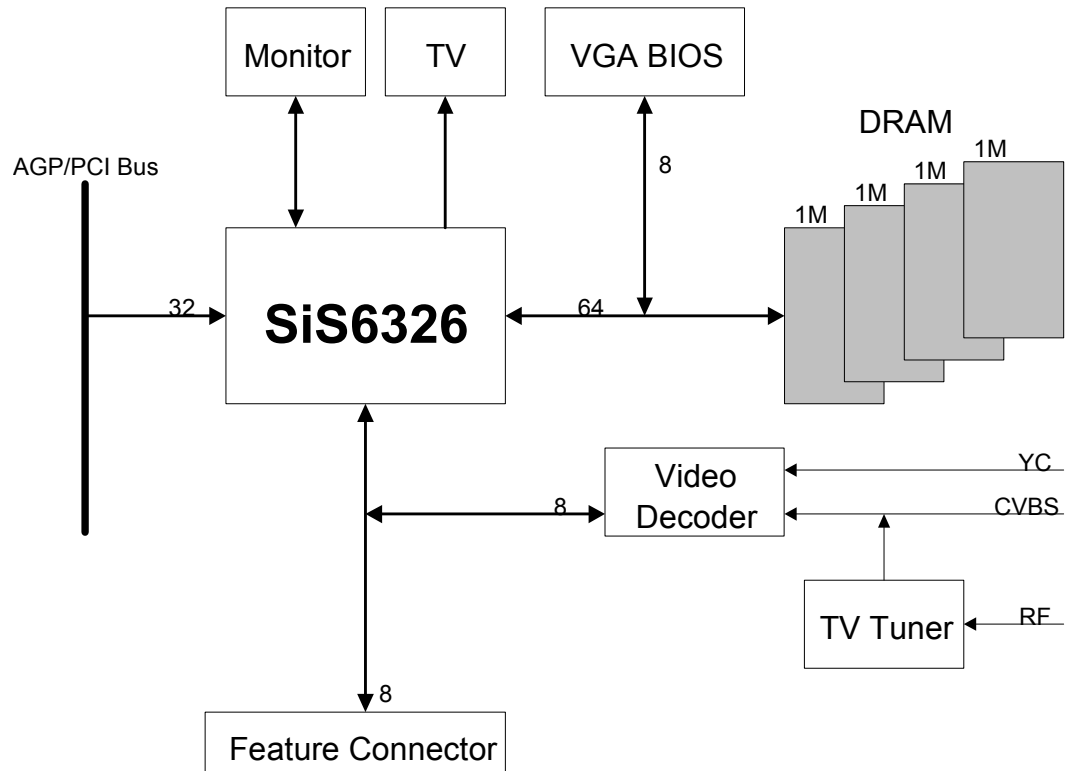 Monitor
TV
VGA BIOS
DRAM
AGP/PCI Bus
8
1M
1M
1M
1M
32
SiS6326
64
Video
Decoder
YC
8
CVBS
TV Tuner
RF
8
Feature Connector